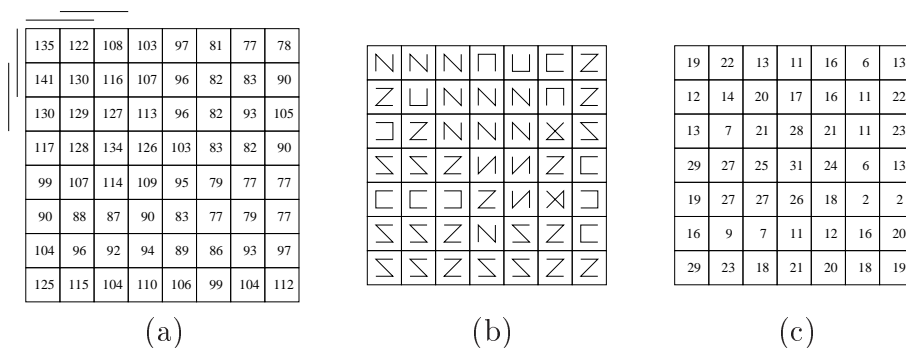 135 122 108 103 97 81 77 78
141 130 116 107 96 82 83 90
130 129 127 113 96 82 93 105
117 128 134 126 103 83 82 90
99 107 114 109 95 79 77 77
90 88 87 90 83 77 79 77
104 96 92 94 89 86 93 97
125 115 104 110 106 99 104 112
(a)
(b)
19 22 13 11 16 6 13
12 14 20 17 16 11 22
13 7 21 28 21 11 23
29 27 25 31 24 6 13
19 27 27 26 18 2 2
16 9 7 11 12 16 20
29 23 18 21 20 18 19
(c)